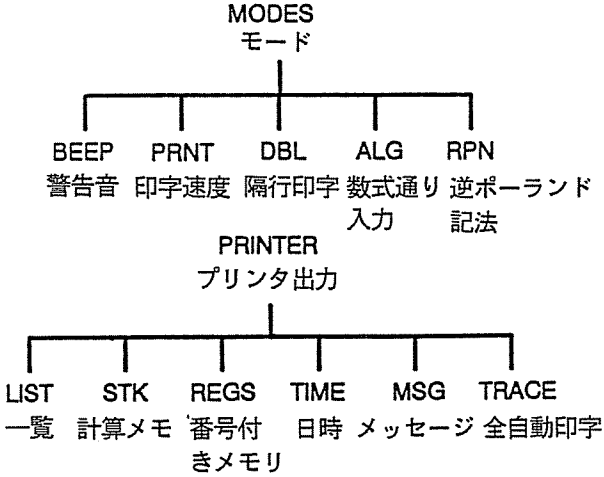 MODES
モード
BEEP PRNT DBL ALG RPN
警告音 印字速度 隔行印字 数式通り 逆ポーランド
入力 記法
PRINTER
プリンタ出力
LIST STK REGS TIME MSG TRACE
一覧 計算メモ 番号付 日時 メッセージ 全自動印字
きメモリ